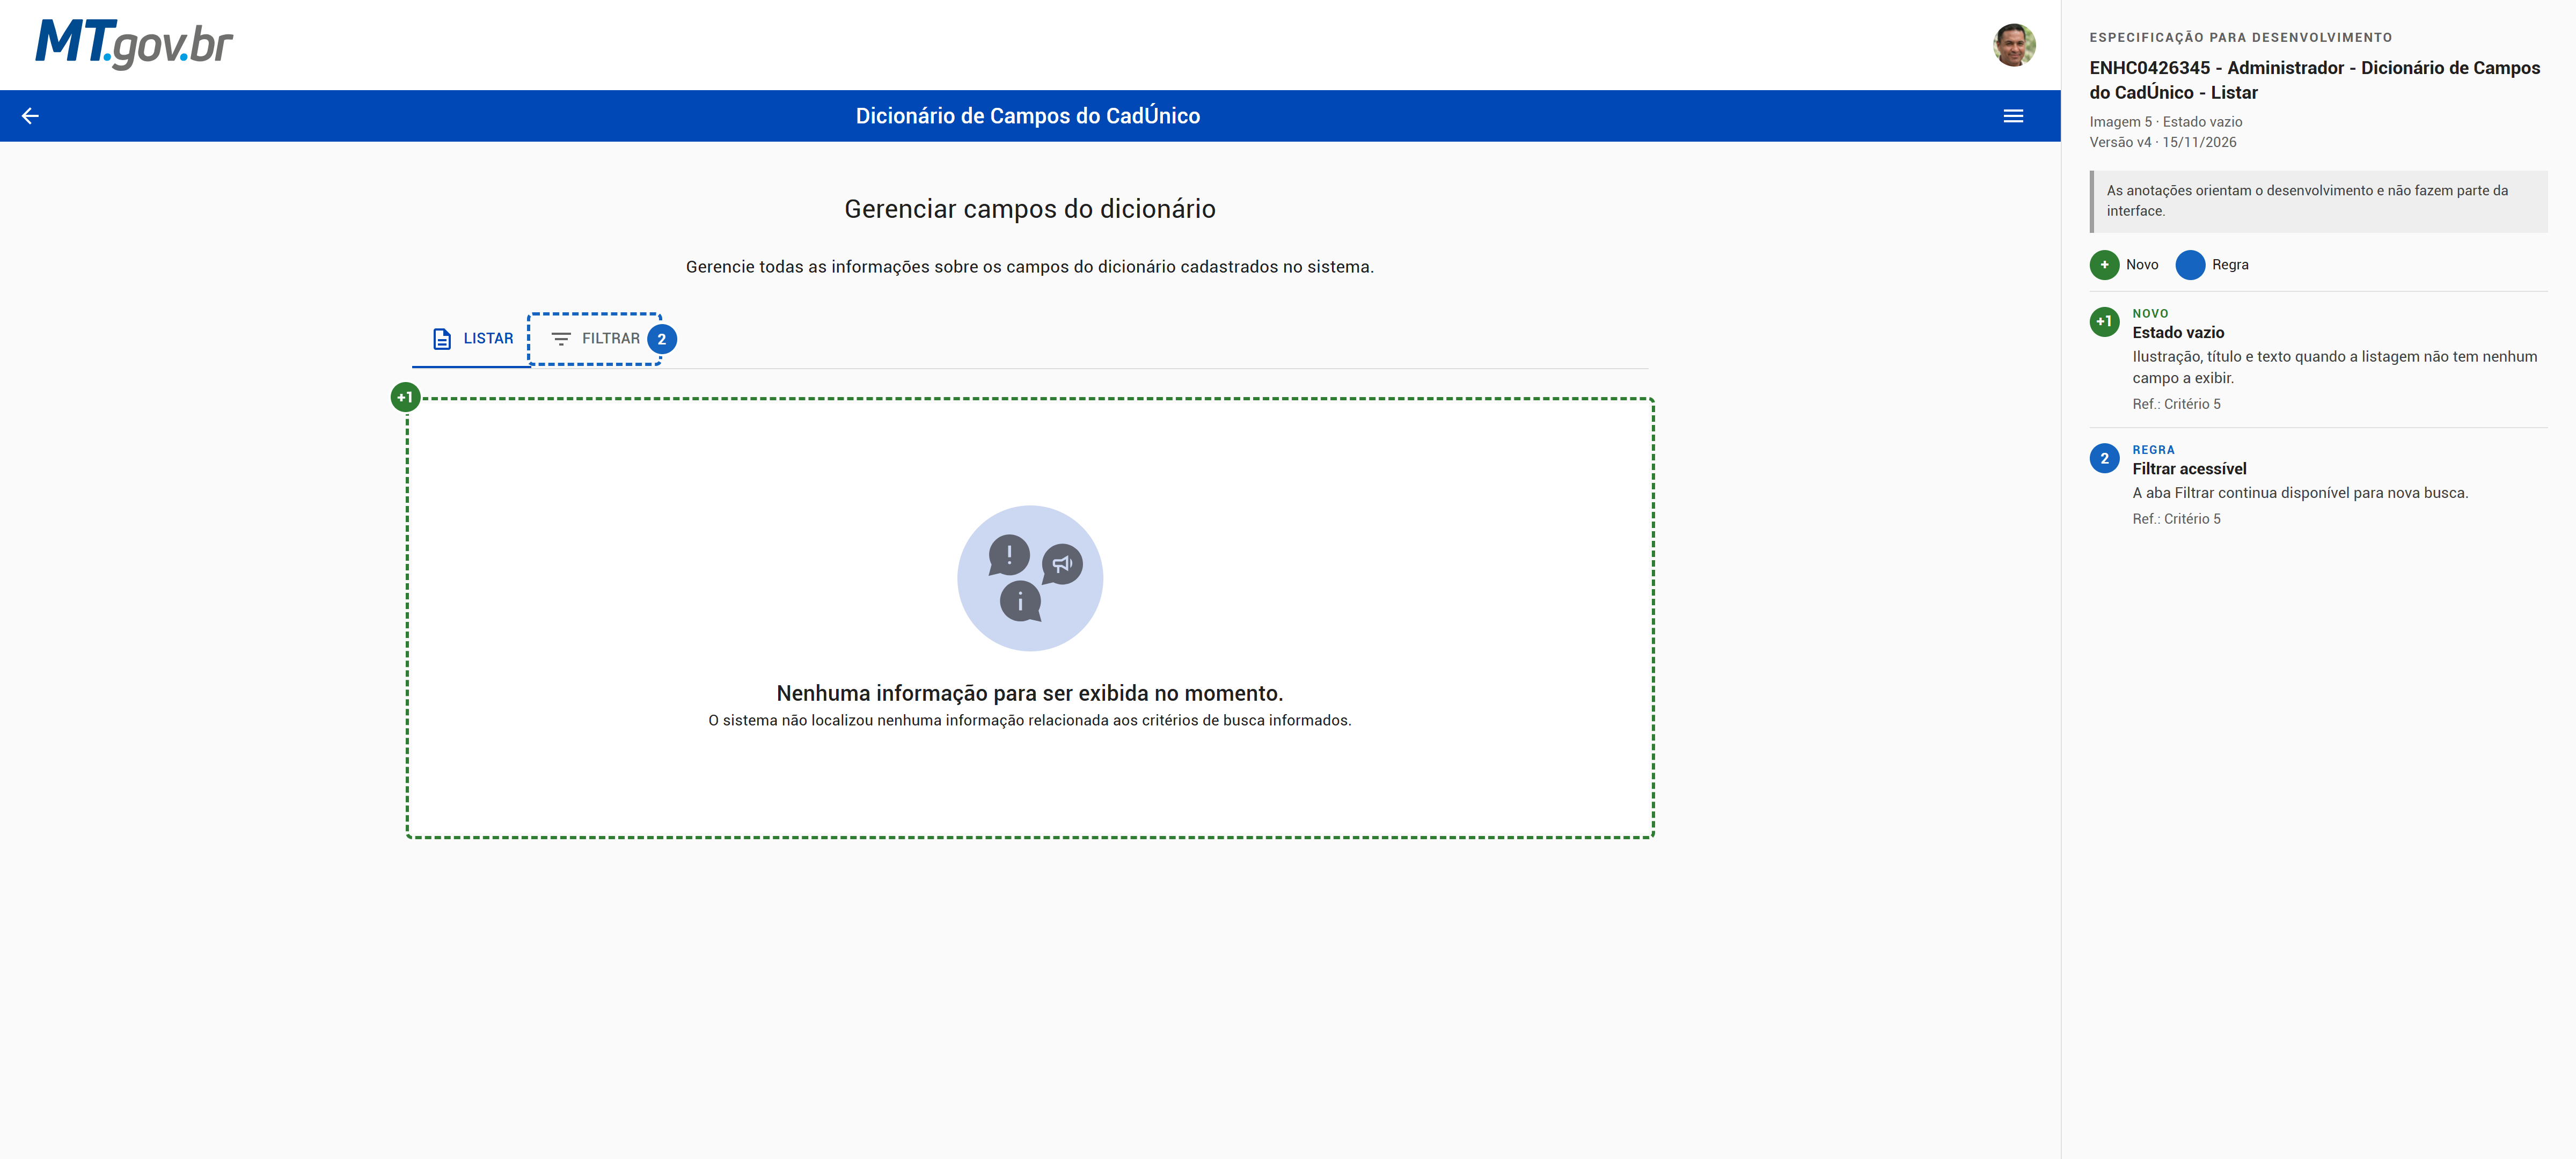 MT.gov.br
Dicionário de Campos do CadÚnico
Gerenciar campos do dicionário
Gerencie todas as informações sobre os campos do dicionário cadastrados no sistema.
LISTAR
FILTRAR
2
+1
!
i
Nenhuma informação para ser exibida no momento.
O sistema não localizou nenhuma informação relacionada aos critérios de busca informados.
ESPECIFICAÇÃO PARA DESENVOLVIMENTO
ENHC0426345 - Administrador - Dicionário de Campos
do CadÚnico - Listar
Imagem 5 · Estado vazio
Versão v4 · 15/11/2026
As anotações orientam o desenvolvimento e não fazem parte da
interface.
+ Novo Regra
+1 NOVO
Estado vazio
Ilustração, título e texto quando a listagem não tem nenhum
campo a exibir.
Ref.: Critério 5
2 REGRA
Filtrar acessível
A aba Filtrar continua disponível para nova busca.
Ref.: Critério 5